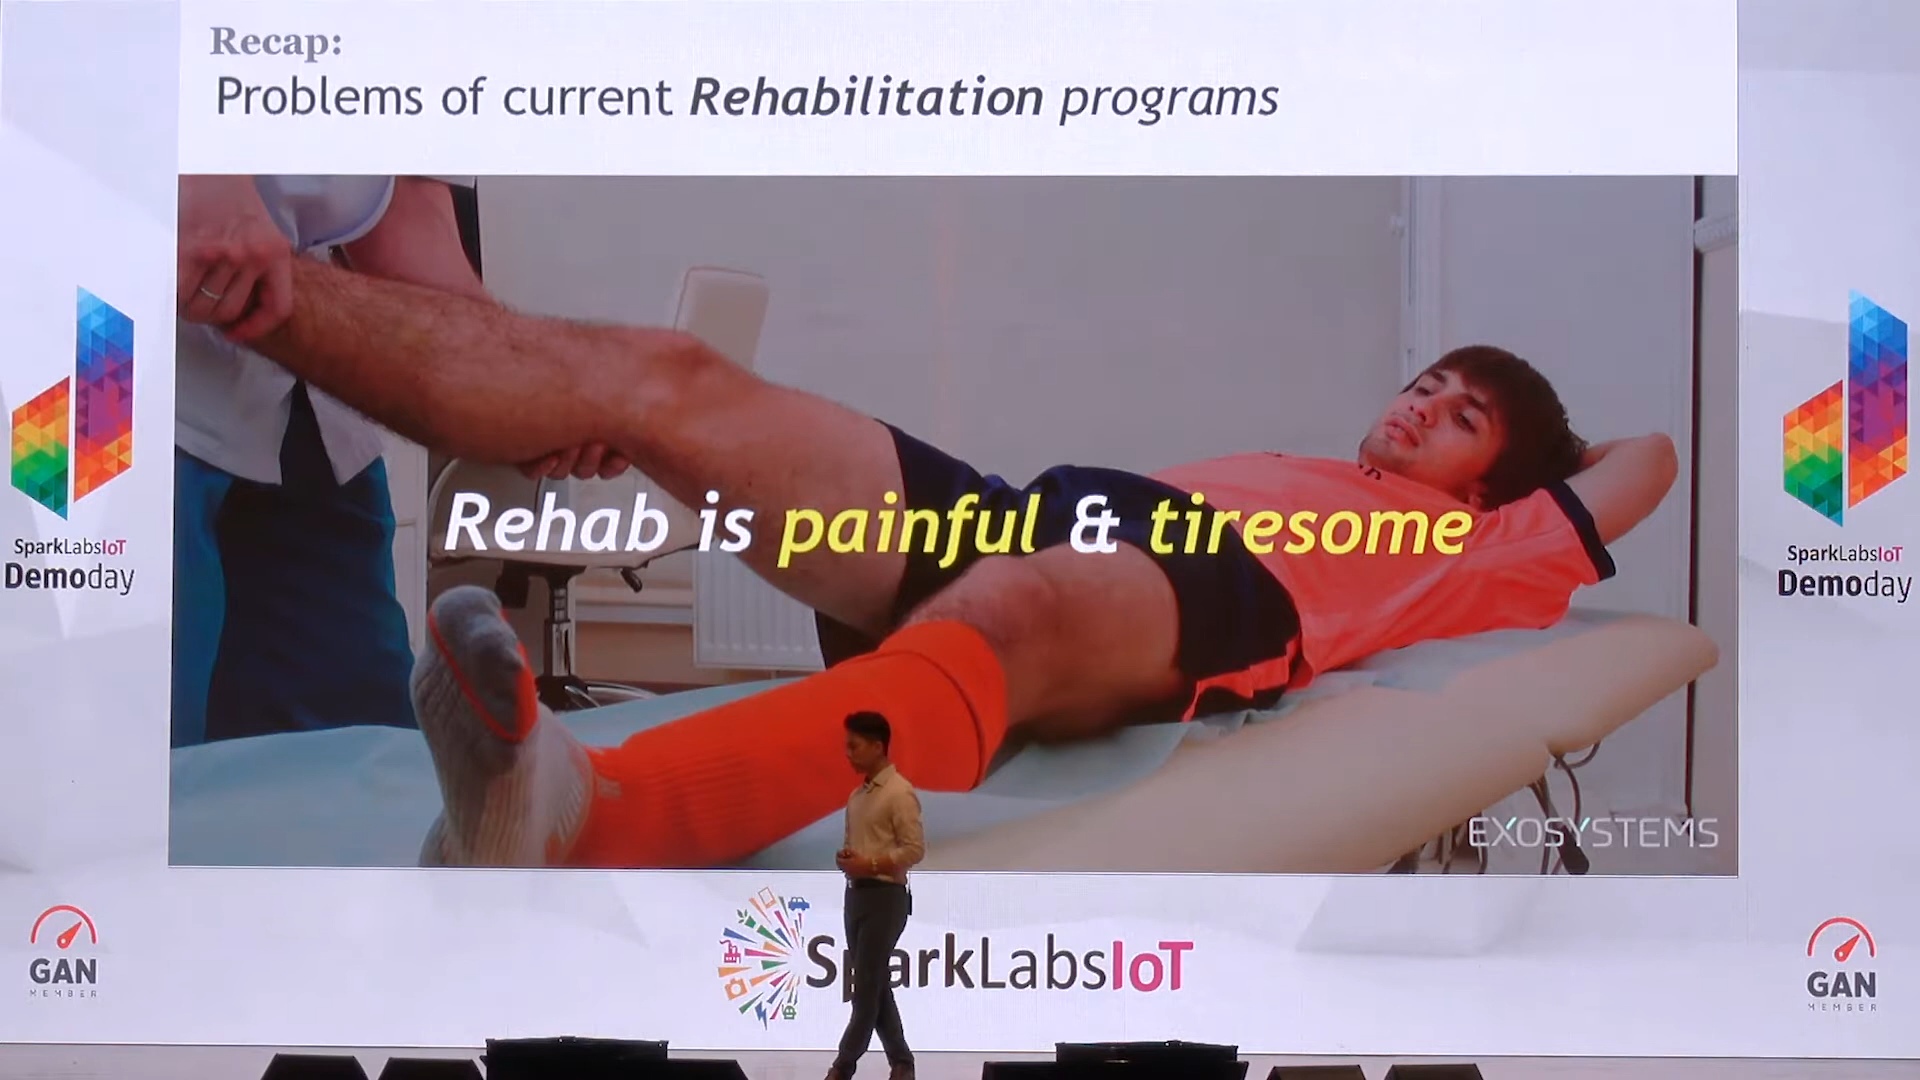 Recap:
Problems of current Rehabilitation programs
Rehab is painful & tiresome
EXOSYSTEMS
SparkLabsIoT
Demoday
SparkLabsIoT
Demoday
GAN
MEMBER
SparkLabsIoT
GAN
MEMBER